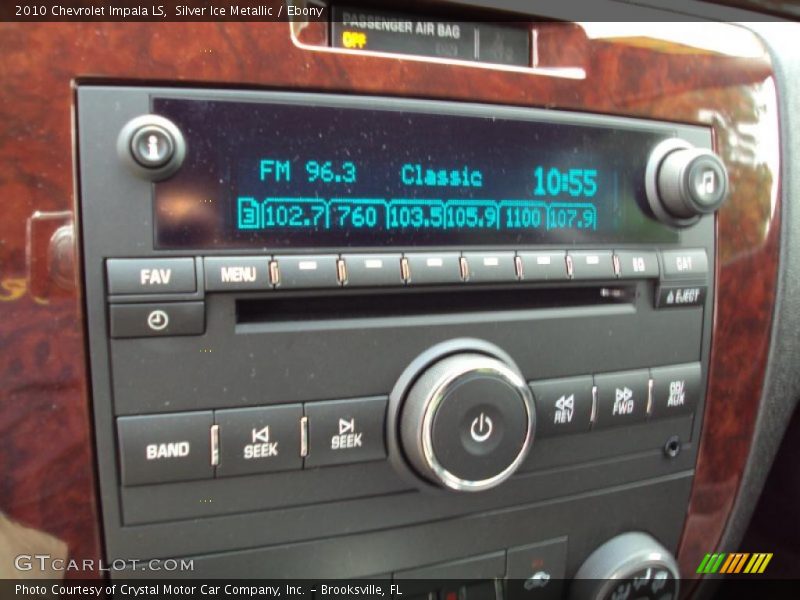 2010 Chevrolet Impala LS, Silver Ice Metallic / Ebony
PASSENGER AIR BAG
OFF
FM 96.3 Classic 10:55
3 102.7 760 103.5 105.9 1100 107.9
FAV MENU EQ CAT
EJECT
BAND SEEK SEEK REV FWD CD/AUX
GTCARLOT.COM
Photo Courtesy of Crystal Motor Car Company, Inc. – Brooksville, FL